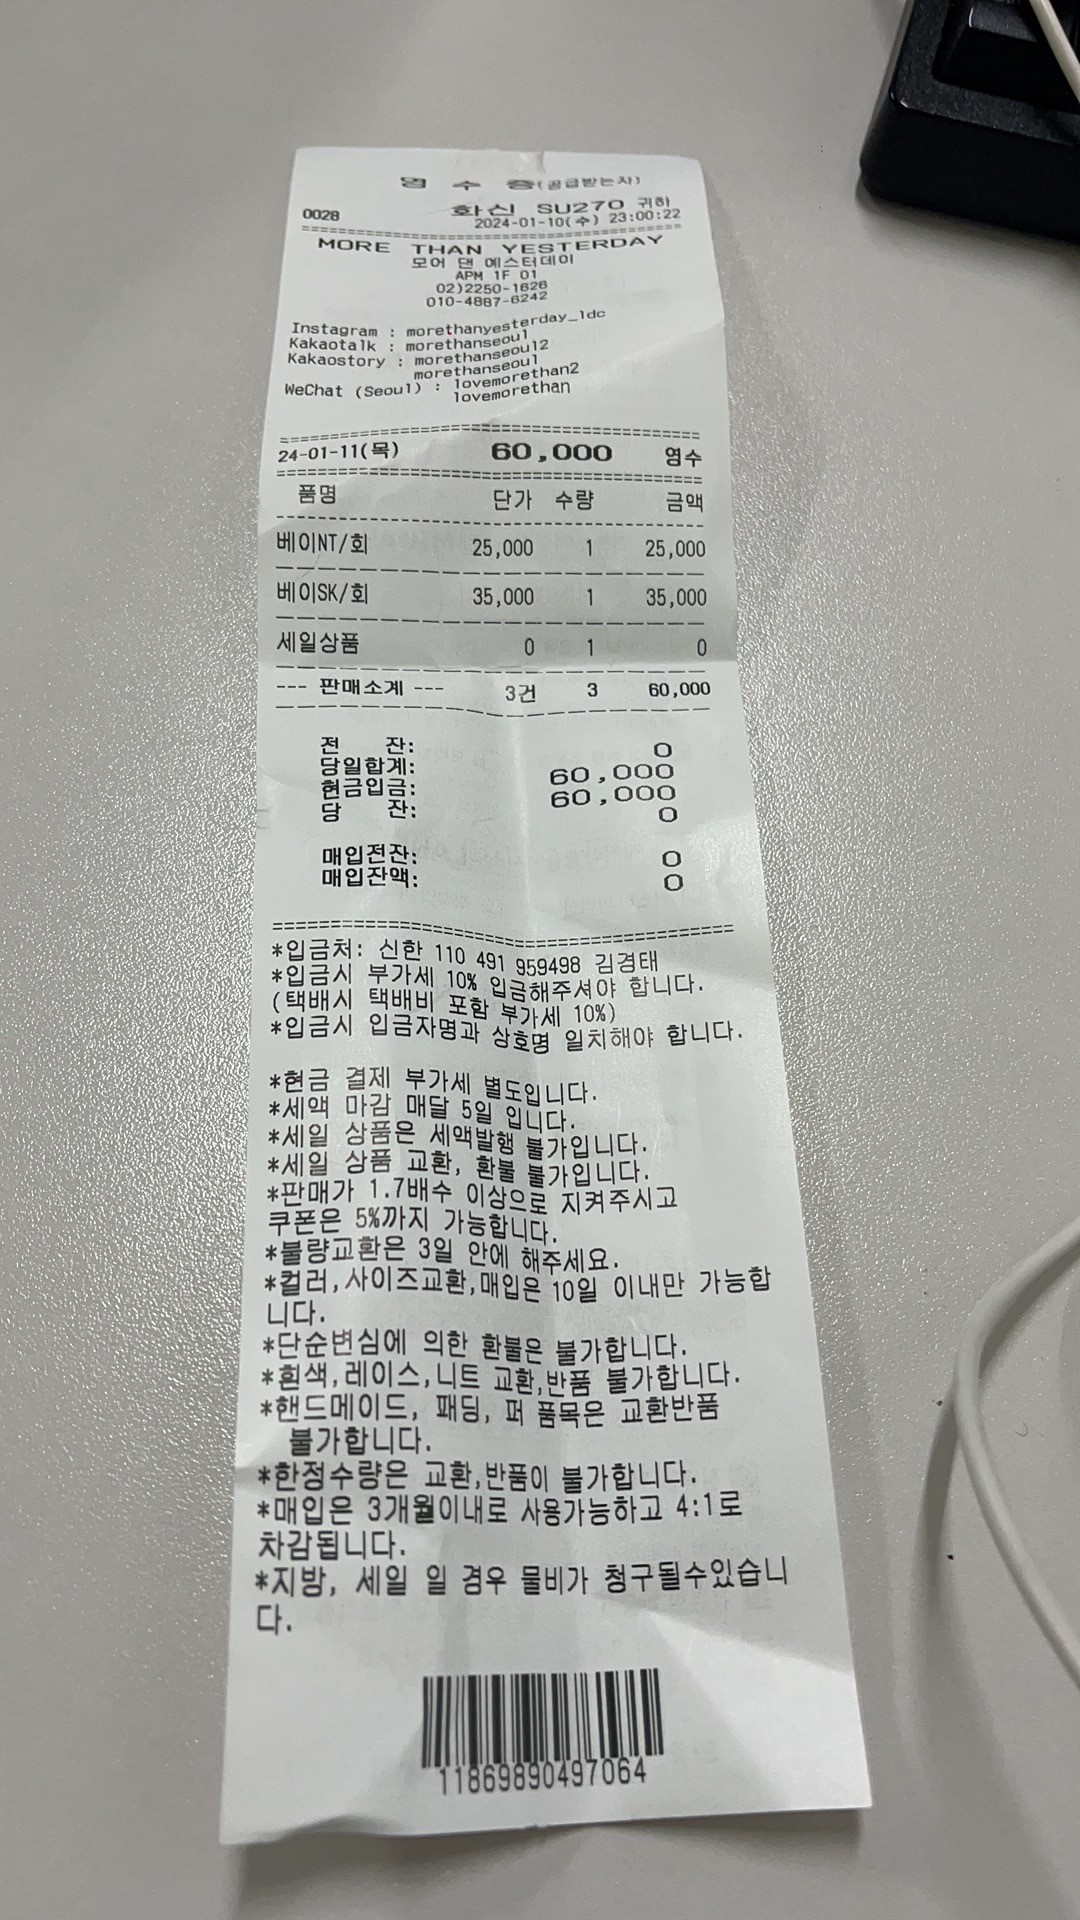 영 수 증(공급받는자)
0028 화신 SU270 귀하
2024-01-10(수) 23:00:22
MORE THAN YESTERDAY
모어 댄 예스터데이
APM 1F 01
02)2250-1626
010-4887-6242
Instagram : morethanyesterday_ldc
Kakaotalk : morethanseoul
Kakaostory : morethanseoul2
morethanseoul
WeChat (Seoul) : lovemorethan2
lovemorethan
24-01-11(목) 60,000 영수
품명 단가 수량 금액
베이NT/회 25,000 1 25,000
베이SK/회 35,000 1 35,000
세일상품 0 1 0
--- 판매소계 --- 3건 3 60,000
전 잔: 0
당일합계: 60,000
현금입금: 60,000
당 잔: 0
매입전잔: 0
매입잔액: 0
*입금처: 신한 110 491 959498 김경태
*입금시 부가세 10% 입금해주셔야 합니다.
(택배시 택배비 포함 부가세 10%)
*입금시 입금자명과 상호명 일치해야 합니다.
*현금 결제 부가세 별도입니다.
*세액 마감 매달 5일 입니다.
*세일 상품은 세액발행 불가입니다.
*세일 상품 교환, 환불 불가입니다.
*판매가 1.7배수 이상으로 지켜주시고
쿠폰은 5%까지 가능합니다.
*불량교환은 3일 안에 해주세요.
*컬러,사이즈교환,매입은 10일 이내만 가능합
니다.
*단순변심에 의한 환불은 불가합니다.
*흰색,레이스,니트 교환,반품 불가합니다.
*핸드메이드, 패딩, 퍼 품목은 교환반품
불가합니다.
*한정수량은 교환,반품이 불가합니다.
*매입은 3개월이내로 사용가능하고 4:1로
차감됩니다.
*지방, 세일 일 경우 물비가 청구될수있습니
다.
11869890497064